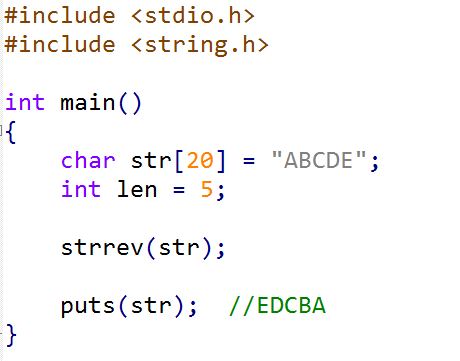 #include <stdio.h>
#include <string.h>

int main()
{
    char str[20] = "ABCDE";
    int len = 5;

    strrev(str);

    puts(str);  //EDCBA
}